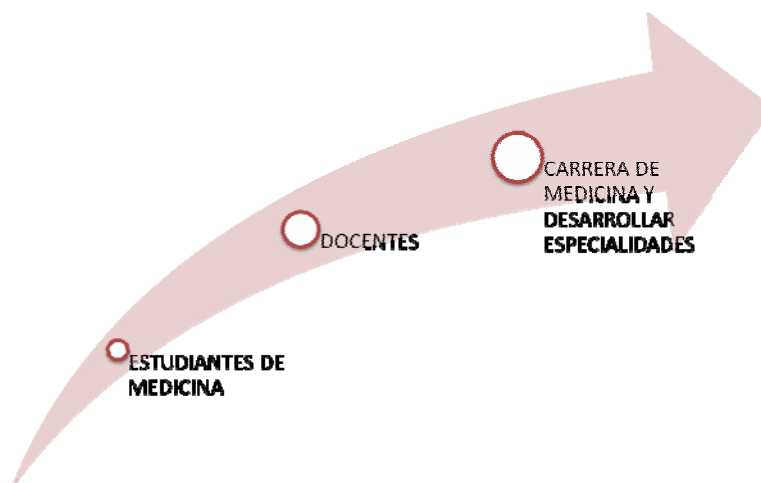 CARRERA DE
MEDICINA Y
DESARROLLAR
ESPECIALIDADES
DOCENTES
ESTUDIANTES DE
MEDICINA